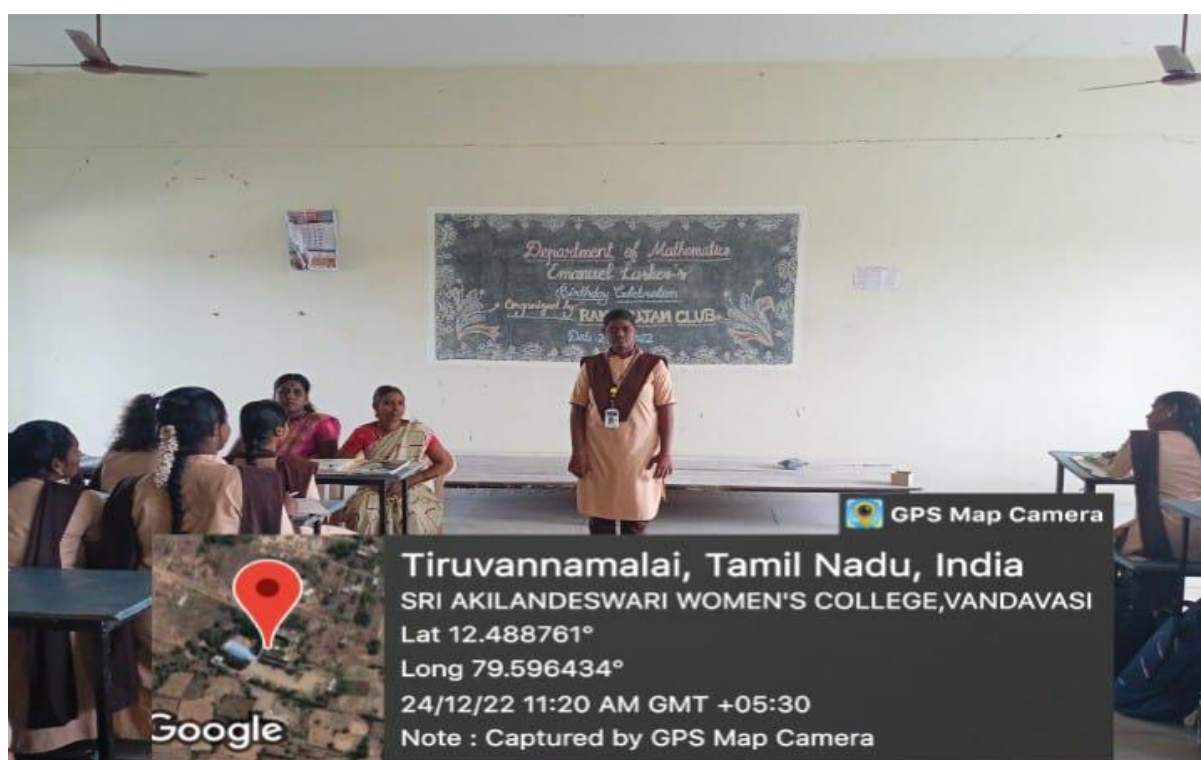 Department of Mathematics
Emanuel Lasker's
Birthday Celebration
Organized by
CLUB
Date
GPS Map Camera
Tiruvannamalai, Tamil Nadu, India
SRI AKILANDESWARI WOMEN'S COLLEGE,VANDAVASI
Lat 12.488761°
Long 79.596434°
24/12/22 11:20 AM GMT +05:30
Note : Captured by GPS Map Camera
Google